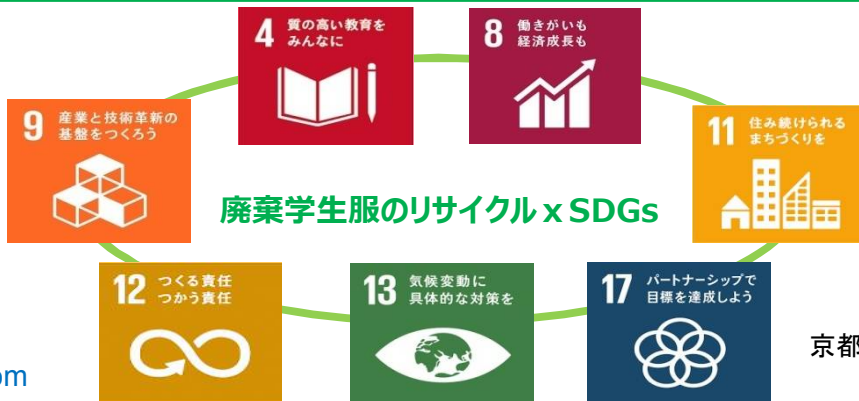 4 質の高い教育を
みんなに
8 働きがいも
経済成長も
9 産業と技術革新の
基盤をつくろう
11 住み続けられる
まちづくりを
廃棄学生服のリサイクル x SDGs
12 つくる責任
つかう責任
13 気候変動に
具体的な対策を
17 パートナーシップで
目標を達成しよう
京都
om